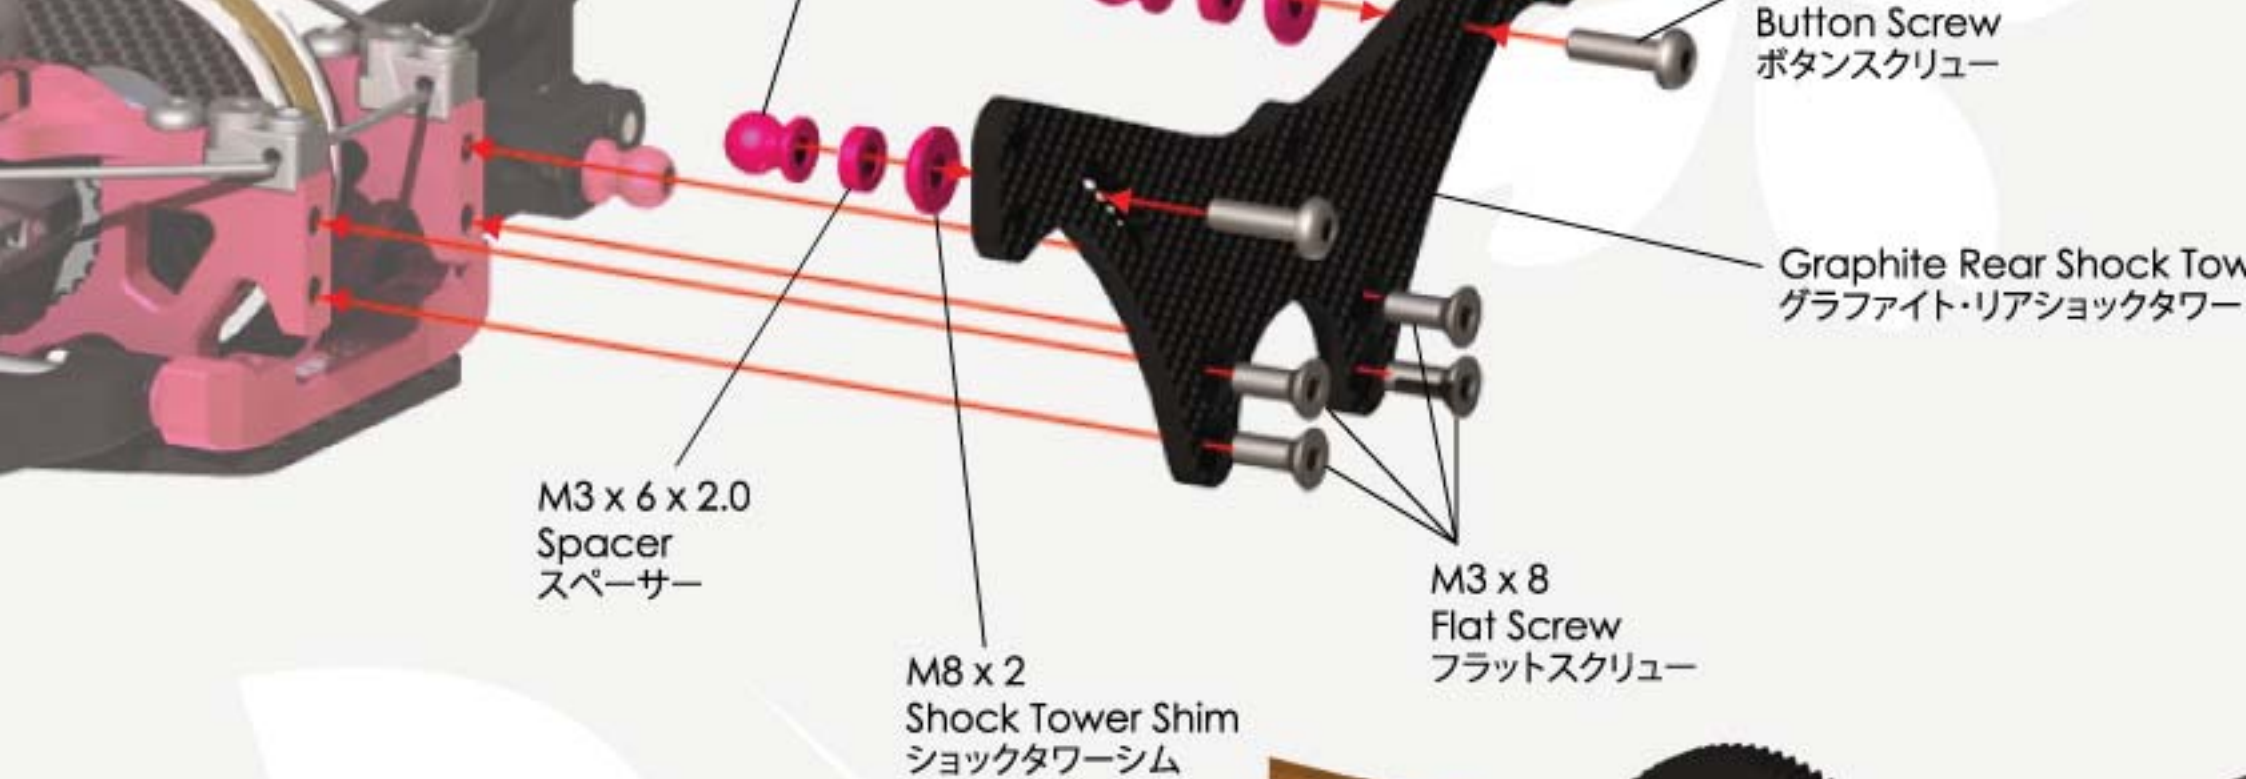 Button Screw
ボタンスクリュー
Graphite Rear Shock
グラファイト・リアショックタワー
M3 x 6 x 2.0
Spacer
スペーサー
M3 x 8
Flat Screw
フラットスクリュー
M8 x 2
Shock Tower Shim
ショックタワーシム